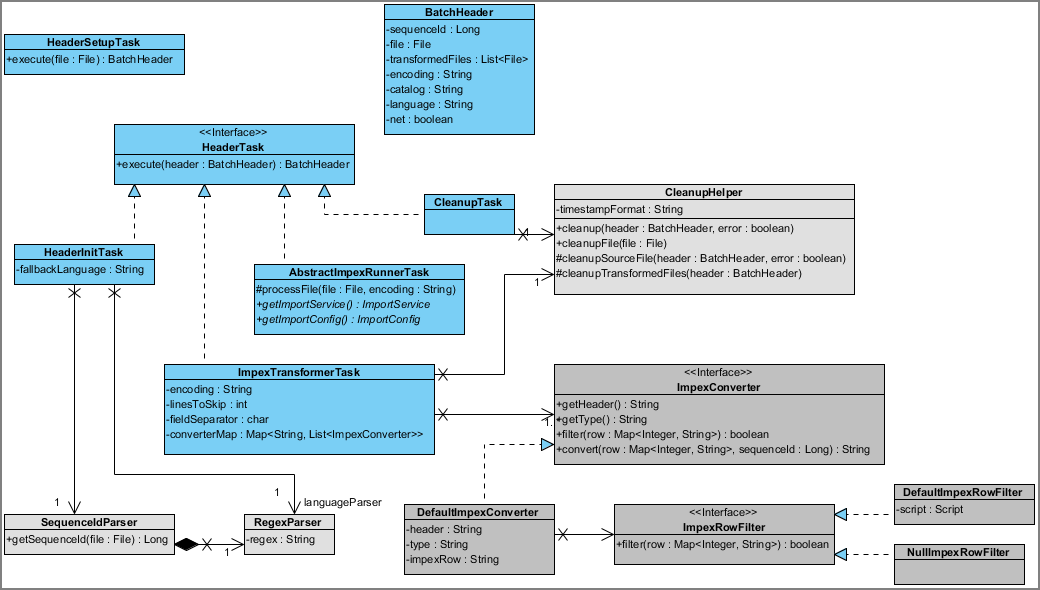 BatchHeader
-sequenceId : Long
-file : File
-transformedFiles : List<File>
-encoding : String
-catalog : String
-language : String
-net : boolean
HeaderSetupTask
+execute(file : File) : BatchHeader
<<Interface>>
HeaderTask
+execute(header : BatchHeader) : BatchHeader
CleanupTask
1
CleanupHelper
-timestampFormat : String
+cleanup(header : BatchHeader, error : boolean)
+cleanupFile(file : File)
#cleanupSourceFile(header : BatchHeader, error : boolean)
#cleanupTransformedFiles(header : BatchHeader)
1
HeaderInitTask
-fallbackLanguage : String
AbstractImpexRunnerTask
#processFile(file : File, encoding : String)
+getImportService() : ImportService
+getImportConfig() : ImportConfig
ImpexTransformerTask
-encoding : String
-linesToSkip : int
-fieldSeparator : char
-converterMap : Map<String, List<ImpexConverter>>
<<Interface>>
ImpexConverter
+getHeader() : String
+getType() : String
+filter(row : Map<Integer, String>) : boolean
+convert(row : Map<Integer, String>, sequenceId : Long) : String
1
1
languageParser
SequenceIdParser
+getSequenceId(file : File) : Long
1
RegexParser
-regex : String
DefaultImpexConverter
-header : String
-type : String
-impexRow : String
<<Interface>>
ImpexRowFilter
+filter(row : Map<Integer, String>) : boolean
DefaultImpexRowFilter
-script : Script
NullImpexRowFilter